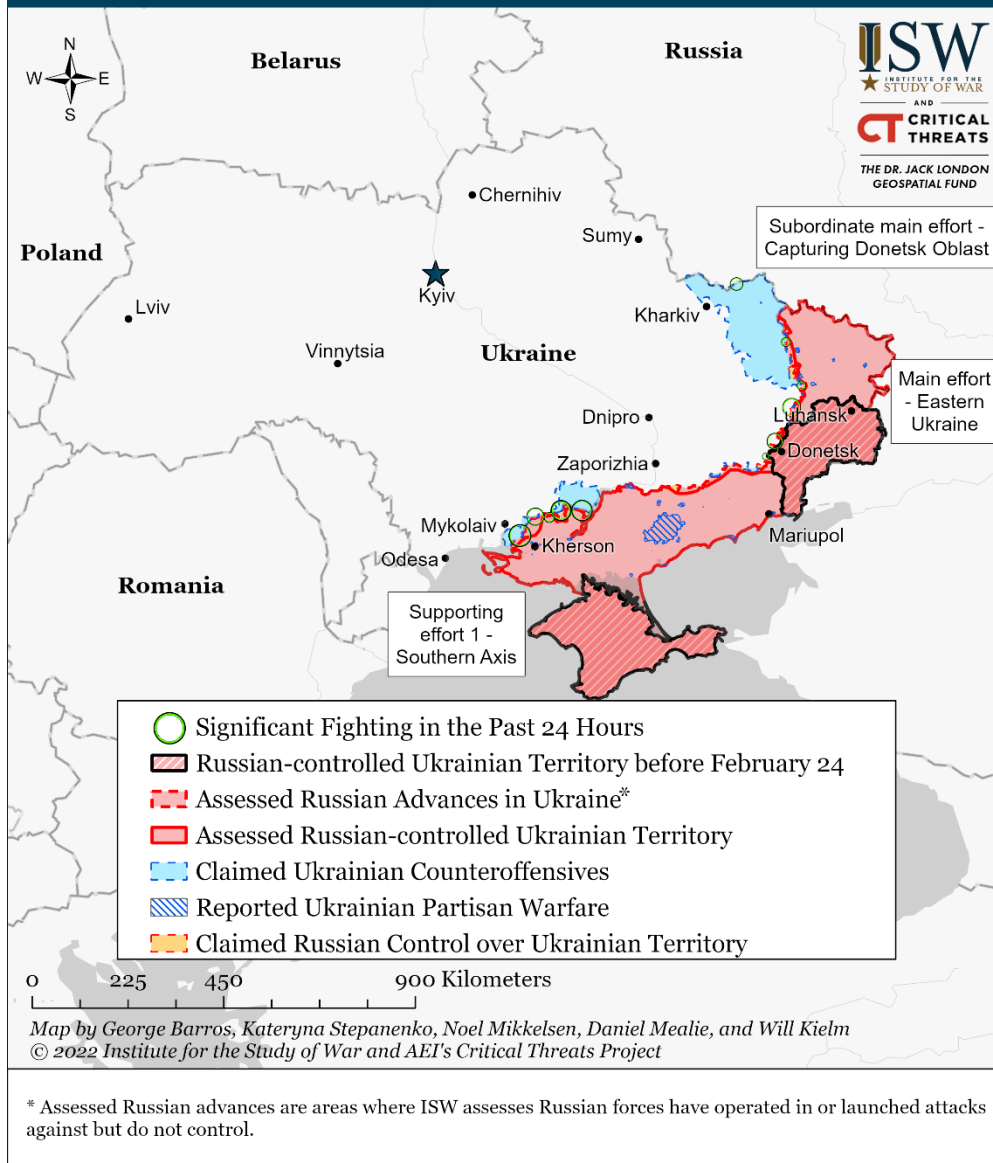 N
W E
S
Belarus
Russia
ISW
INSTITUTE FOR THE
STUDY OF WAR
AND
CT CRITICAL
THREATS
THE DR. JACK LONDON
GEOSPATIAL FUND
Chernihiv
Sumy
Subordinate main effort -
Capturing Donetsk Oblast
Poland
Kyiv
Lviv
Kharkiv
Vinnytsia
Ukraine
Main effort
- Eastern
Ukraine
Dnipro
Luhansk
Donetsk
Zaporizhia
Mykolaiv
Mariupol
Kherson
Odesa
Romania
Supporting
effort 1 -
Southern Axis
Significant Fighting in the Past 24 Hours
Russian-controlled Ukrainian Territory before February 24
Assessed Russian Advances in Ukraine*
Assessed Russian-controlled Ukrainian Territory
Claimed Ukrainian Counteroffensives
Reported Ukrainian Partisan Warfare
Claimed Russian Control over Ukrainian Territory
0 225 450 900 Kilometers
Map by George Barros, Kateryna Stepanenko, Noel Mikkelsen, Daniel Mealie, and Will Kielm
© 2022 Institute for the Study of War and AEI's Critical Threats Project
* Assessed Russian advances are areas where ISW assesses Russian forces have operated in or launched attacks
against but do not control.